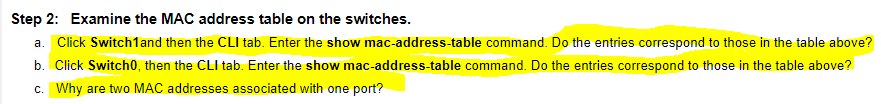 Step 2: Examine the MAC address table on the switches.
a. Click Switch1and then the CLI tab. Enter the show mac-address-table command. Do the entries correspond to those in the table above?
b. Click Switch0, then the CLI tab. Enter the show mac-address-table command. Do the entries correspond to those in the table above?
c. Why are two MAC addresses associated with one port?